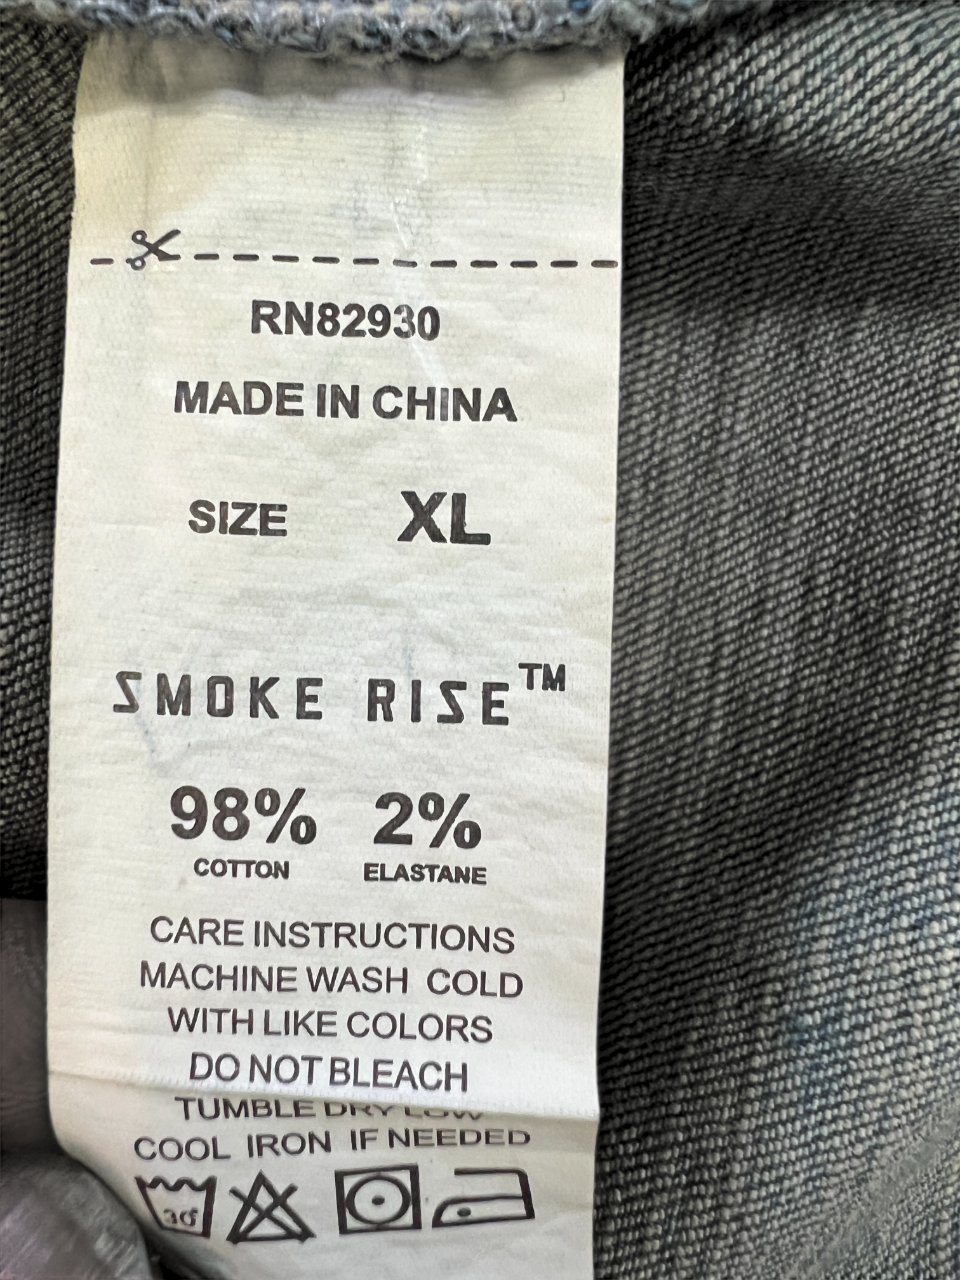 RN82930
MADE IN CHINA
SIZE XL
SMOKE RISE™
98% 2%
COTTON ELASTANE
CARE INSTRUCTIONS
MACHINE WASH COLD
WITH LIKE COLORS
DO NOT BLEACH
TUMBLE DRY LOW
COOL IRON IF NEEDED
30°